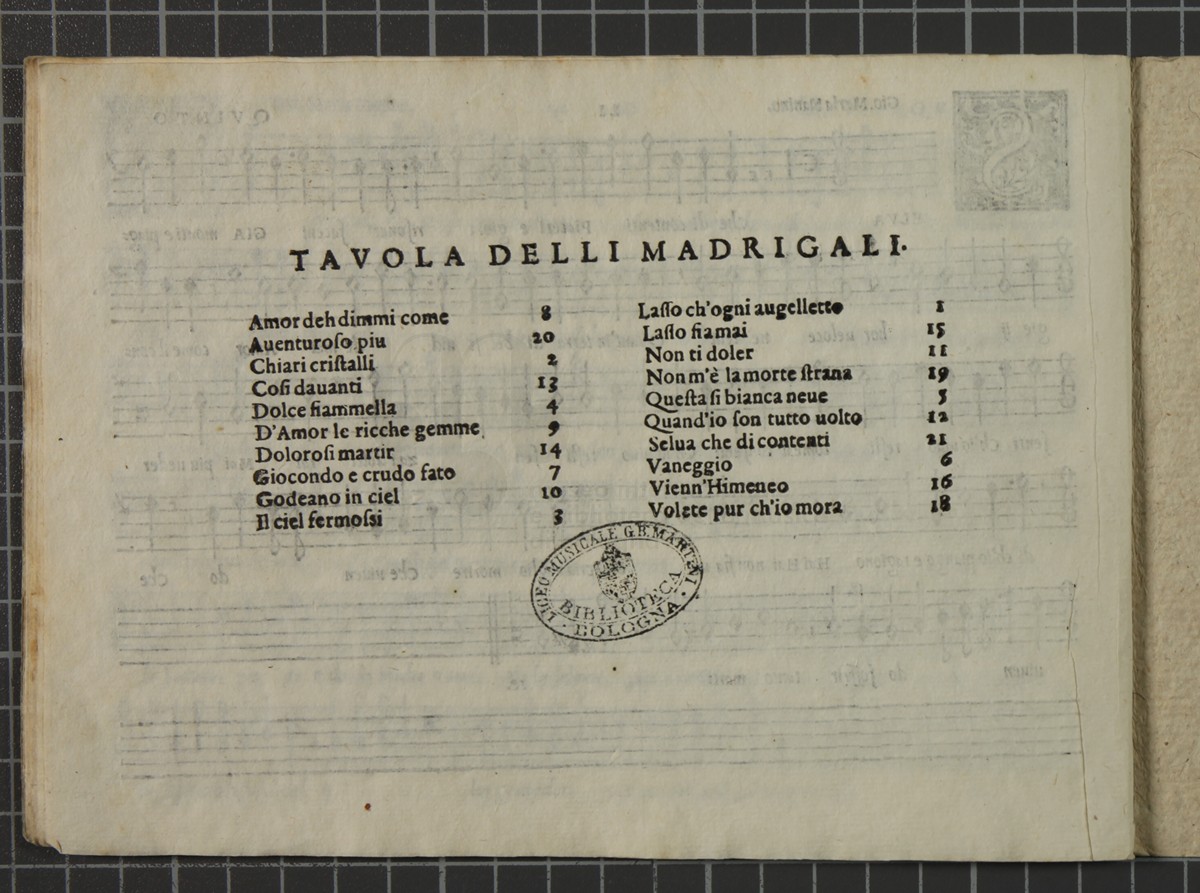 TAVOLA DELLI MADRIGALI.
Amor deh dimmi come 8
Auenturoſo piu 20
Chiari criſtalli 2
Coſi dauanti 13
Dolce fiammella 4
D'Amor le ricche gemme 9
Doloroſi martir 14
Giocondo e crudo fato 7
Godeano in ciel 10
Il ciel fermoſsi 3
Laſſo ch'ogni augelletto 1
Laſſo fia mai 15
Non ti doler 11
Non m'è la morte ſtrana 19
Queſta ſi bianca neue 5
Quand'io ſon tutto uolto 12
Selua che di contenti 21
Vaneggio 6
Vienn'Himeneo 16
Volete pur ch'io mora 18
LICEO MUSICALE G.B. MARTINI
BIBLIOTECA
BOLOGNA